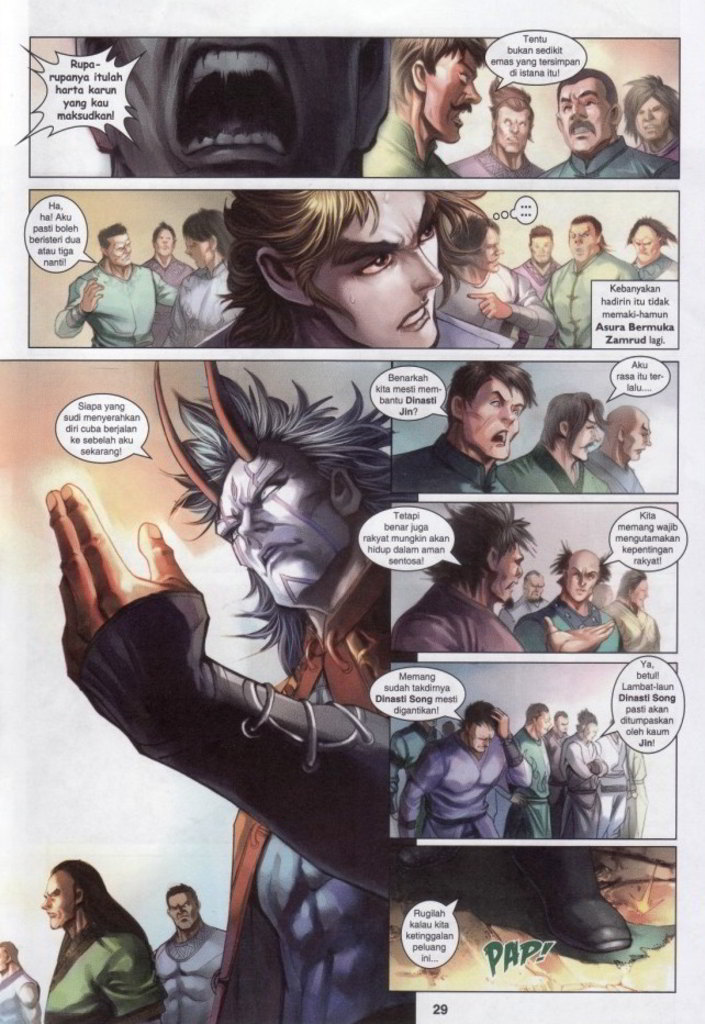 Rupa-
rupanya itulah
harta karun
yang kau
maksudkan!
Tentu
bukan sedikit
emas yang tersimpan
di istana itu!
Ha,
ha! Aku
pasti boleh
beristeri dua
atau tiga
nanti!
...
...
Kebanyakan
hadirin itu tidak
memaki-hamun
Asura Bermuka
Zamrud lagi.
Siapa yang
sudi menyerahkan
diri cuba berjalan
ke sebelah aku
sekarang!
Benarkah
kita mesti mem-
bantu Dinasti
Jin?
Aku
rasa itu ter-
lalu....
Tetapi
benar juga
rakyat mungkin akan
hidup dalam aman
sentosa!
Kita
memang wajib
mengutamakan
kepentingan
rakyat!
Memang
sudah takdirnya
Dinasti Song mesti
digantikan!
Ya,
betul!
Lambat-laun
Dinasti Song
pasti akan
ditumpaskan
oleh kaum
Jin!
Rugilah
kalau kita
ketinggalan
peluang
ini...
PAP!
29